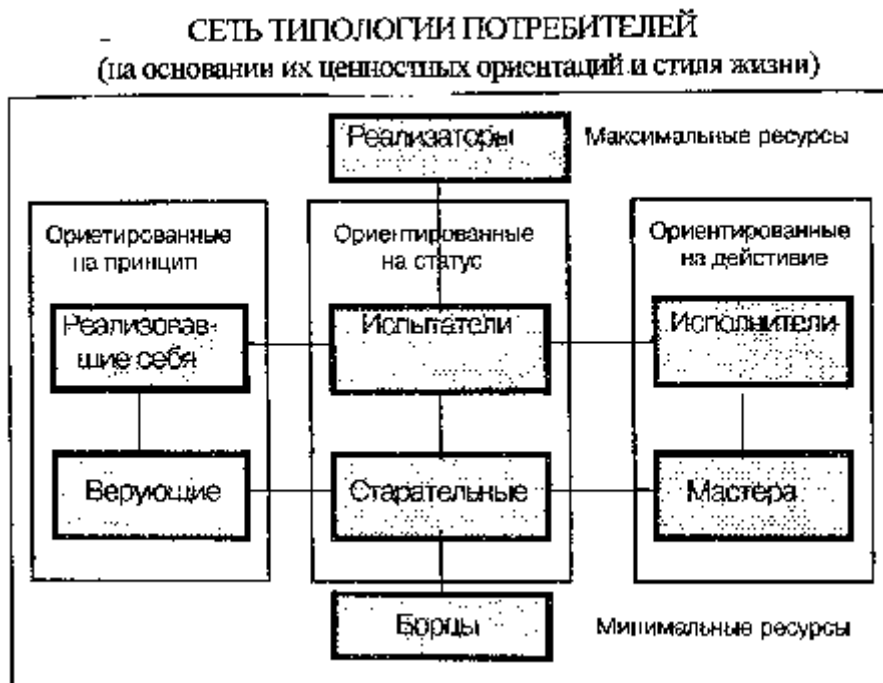 СЕТЬ ТИПОЛОГИИ ПОТРЕБИТЕЛЕЙ
(на основании их ценностных ориентаций и стиля жизни)
Реализаторы
Максимальные ресурсы
Ориетированные
на принцип
Ориентированные
на статус
Ориентированные
на действие
Реализовав-
шие себя
Испытатели
Исполнители
Верующие
Старательные
Мастера
Борцы
Минимальные ресурсы